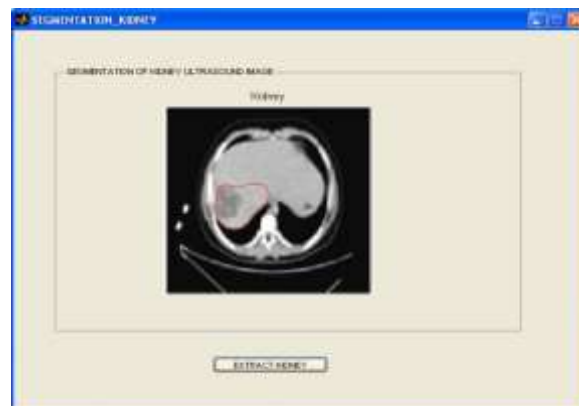 SEGMENTATION_KIDNEY
SEGMENTATION OF KIDNEY ULTRASOUND IMAGE
Kidney
EXTRACT KIDNEY